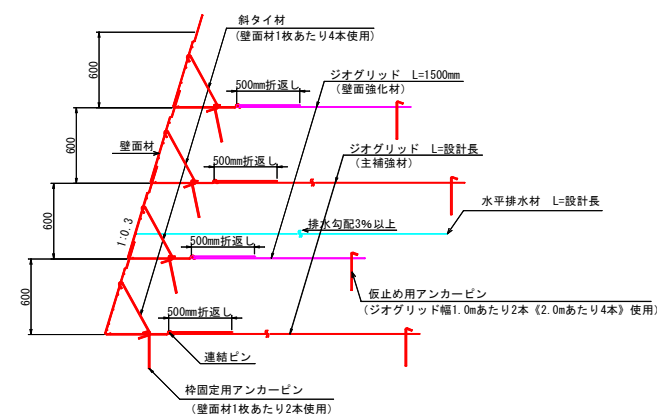 斜タイ材
(壁面材1枚あたり4本使用)
600
500mm折返し
ジオグリッド L=1500mm
(壁面強化材)
600
壁面材
500mm折返し
ジオグリッド L=設計長
(主補強材)
水平排水材 L=設計長
600
1:0.3
排水勾配3%以上
500mm折返し
600
仮止め用アンカーピン
(ジオグリッド幅1.0mあたり2本《2.0mあたり4本》使用)
500mm折返し
連結ピン
枠固定用アンカーピン
(壁面材1枚あたり2本使用)